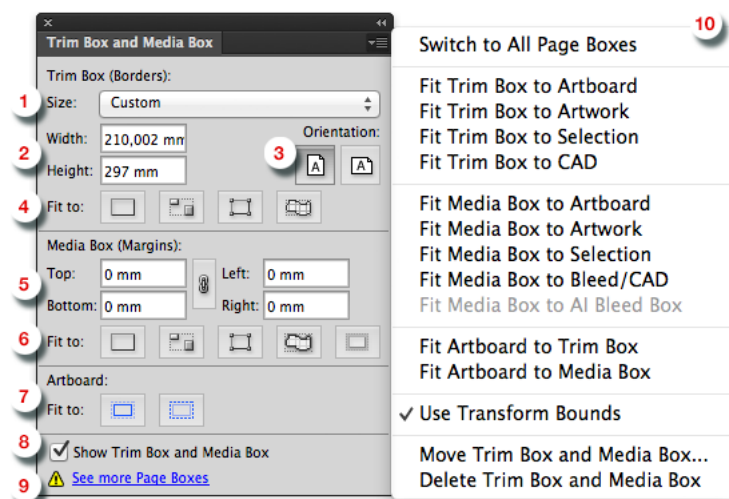 Trim Box and Media Box
Trim Box (Borders):
1 Size: Custom
2 Width: 210,002 mm
Orientation:
3
A A
Height: 297 mm
4 Fit to:
Media Box (Margins):
5 Top: 0 mm Left: 0 mm
Bottom: 0 mm Right: 0 mm
6 Fit to:
Artboard:
7 Fit to:
8 Show Trim Box and Media Box
9 See more Page Boxes
10
Switch to All Page Boxes
Fit Trim Box to Artboard
Fit Trim Box to Artwork
Fit Trim Box to Selection
Fit Trim Box to CAD
Fit Media Box to Artboard
Fit Media Box to Artwork
Fit Media Box to Selection
Fit Media Box to Bleed/CAD
Fit Media Box to AI Bleed Box
Fit Artboard to Trim Box
Fit Artboard to Media Box
Use Transform Bounds
Move Trim Box and Media Box...
Delete Trim Box and Media Box